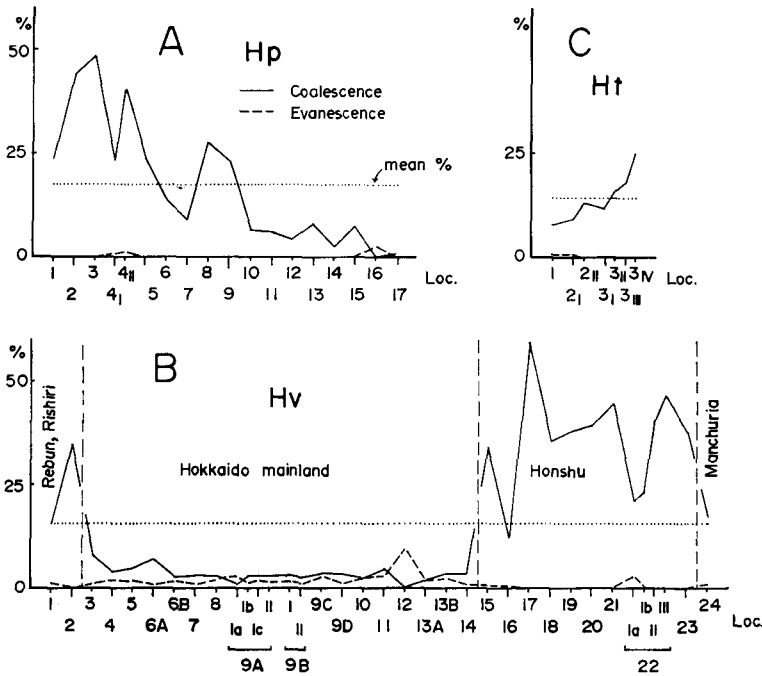 %
A
Hp
50
Coalescence
Evanescence
25
mean %
0
1 3 4II 6 8 10 12 14 16 Loc.
2 4I 5 7 9 11 13 15 17
C
Ht
25
0
1 2II 3II 3IV Loc.
2I 3I 3III
%
B
Hv
50
Rebun, Rishiri
Hokkaido mainland
Honshu
Manchuria
25
0
1 3 5 6B 8 Ib II I 9C 10 12 13B 15 17 19 21 Ib III 24
2 4 6A 7 Ia Ic II 9D 11 13A 14 16 18 20 Ia II 23 Loc.
9A 9B 22